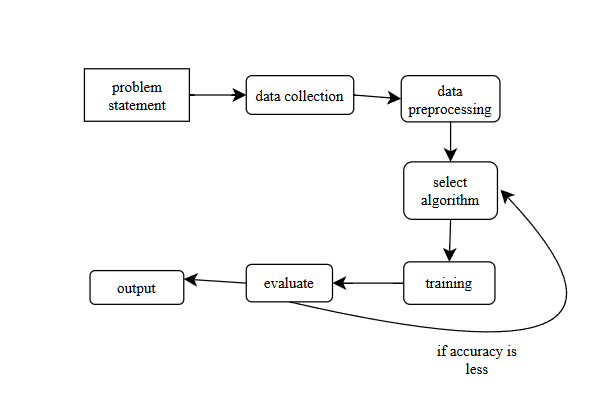 problem
statement
data collection
data
preprocessing
select
algorithm
training
evaluate
output
if accuracy is
less